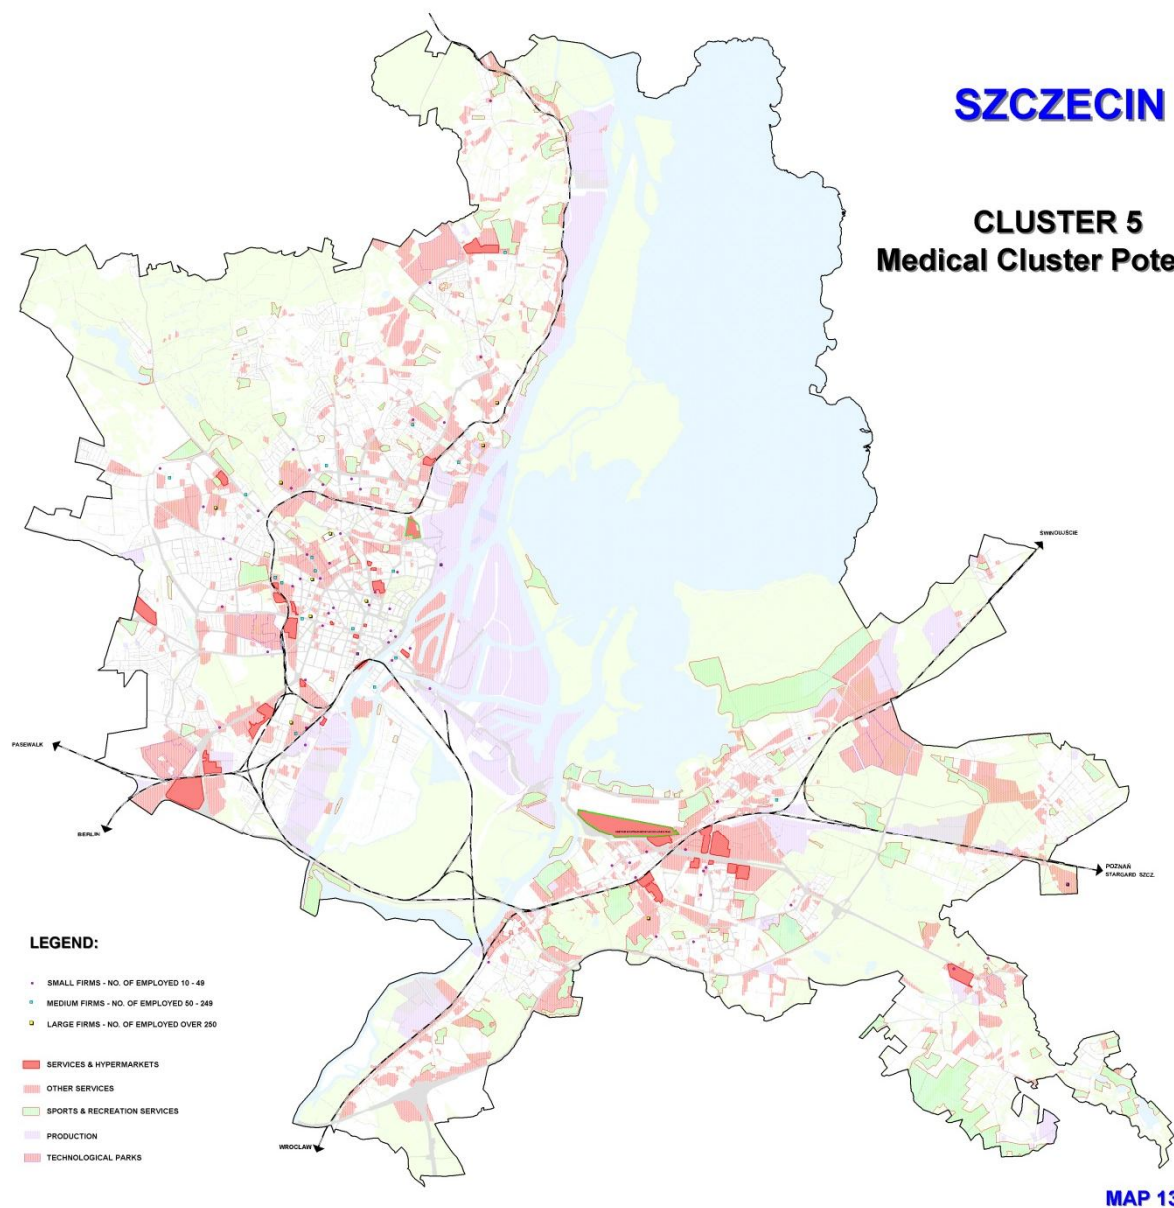 SZCZECIN
CLUSTER 5
Medical Cluster Pote
ŚWINOUJŚCIE
PASEWALK
BERLIN
POZNAŃ
STARGARD SZCZ.
WROCŁAW
LEGEND:
SMALL FIRMS - NO. OF EMPLOYED 10 - 49
MEDIUM FIRMS - NO. OF EMPLOYED 50 - 249
LARGE FIRMS - NO. OF EMPLOYED OVER 250
SERVICES & HYPERMARKETS
OTHER SERVICES
SPORTS & RECREATION SERVICES
PRODUCTION
TECHNOLOGICAL PARKS
MAP 13